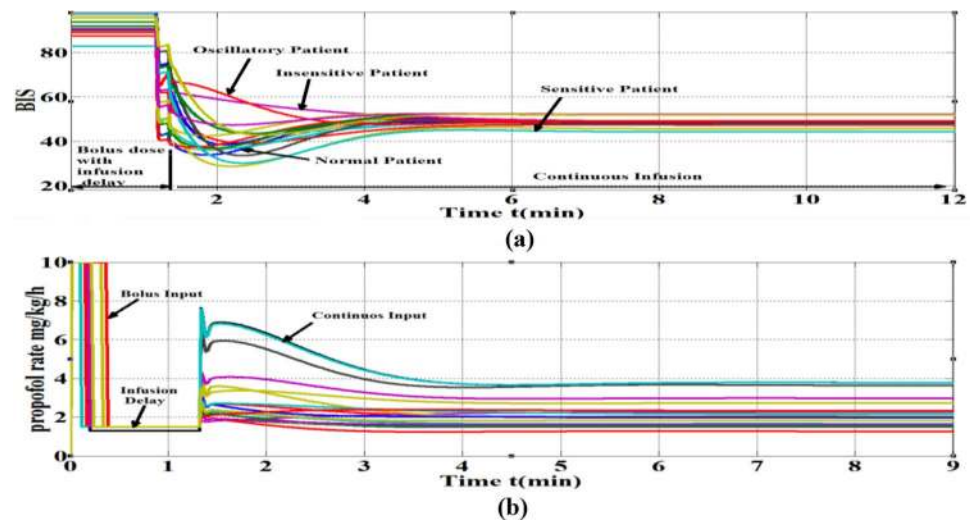 80
60
40
20
BIS
Oscillatory Patient
Insensitive Patient
Sensitive Patient
Normal Patient
Bolus dose
with
infusion
delay
Continuous Infusion
2
4
6
8
10
12
Time t(min)
(a)
10
8
6
4
2
0
propofol rate mg/kg/h
Bolus Input
Continuos Input
Infusion
Delay
0
1
2
3
4
5
6
7
8
9
Time t(min)
(b)